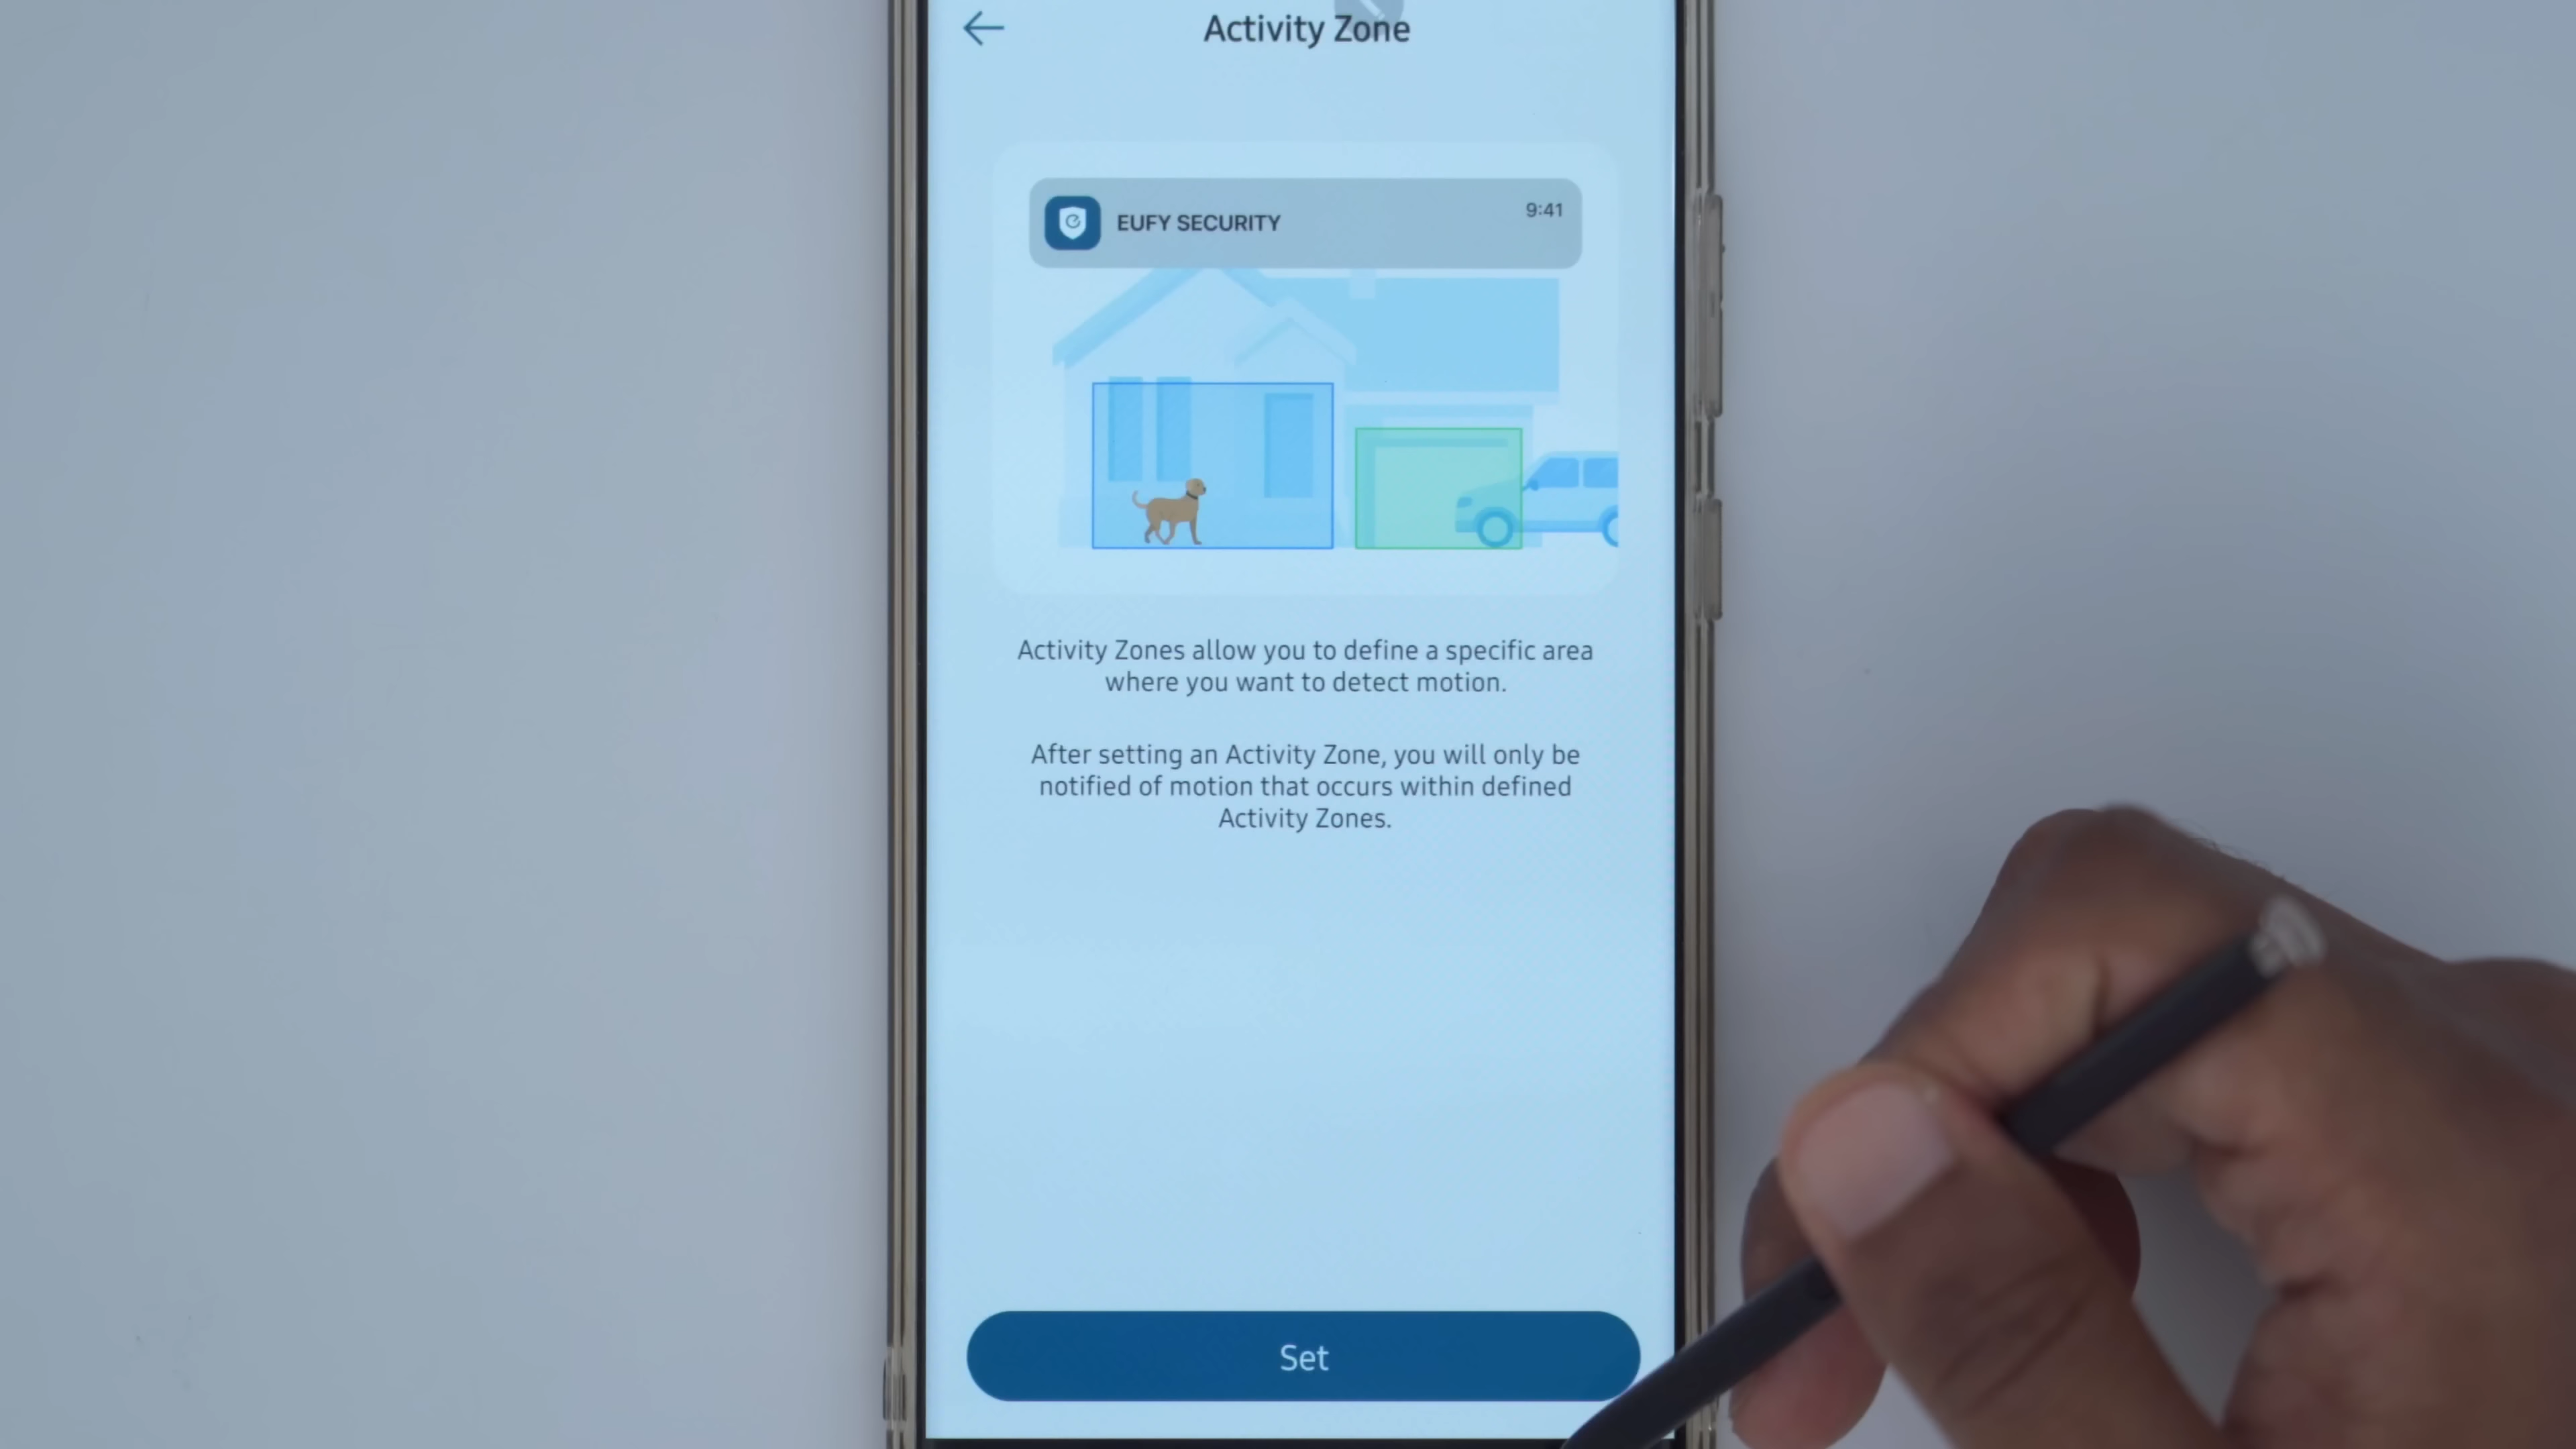 Activity Zone
EUFY SECURITY
9:41
Activity Zones allow you to define a specific area
where you want to detect motion.
After setting an Activity Zone, you will only be
notified of motion that occurs within defined
Activity Zones.
Set